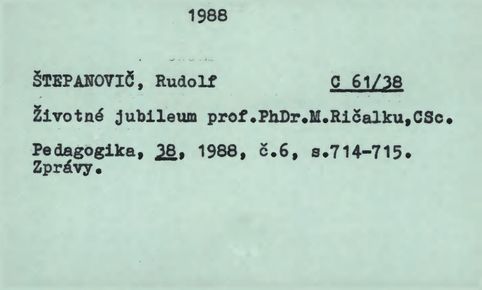 1988
ŠTEPANOVIČ, Rudolf C 61/38
Životné jubileum prof.PhDr.M.Ričalku,CSc.
Pedagogika, 38, 1988, č.6, s.714-715.
Zprávy.